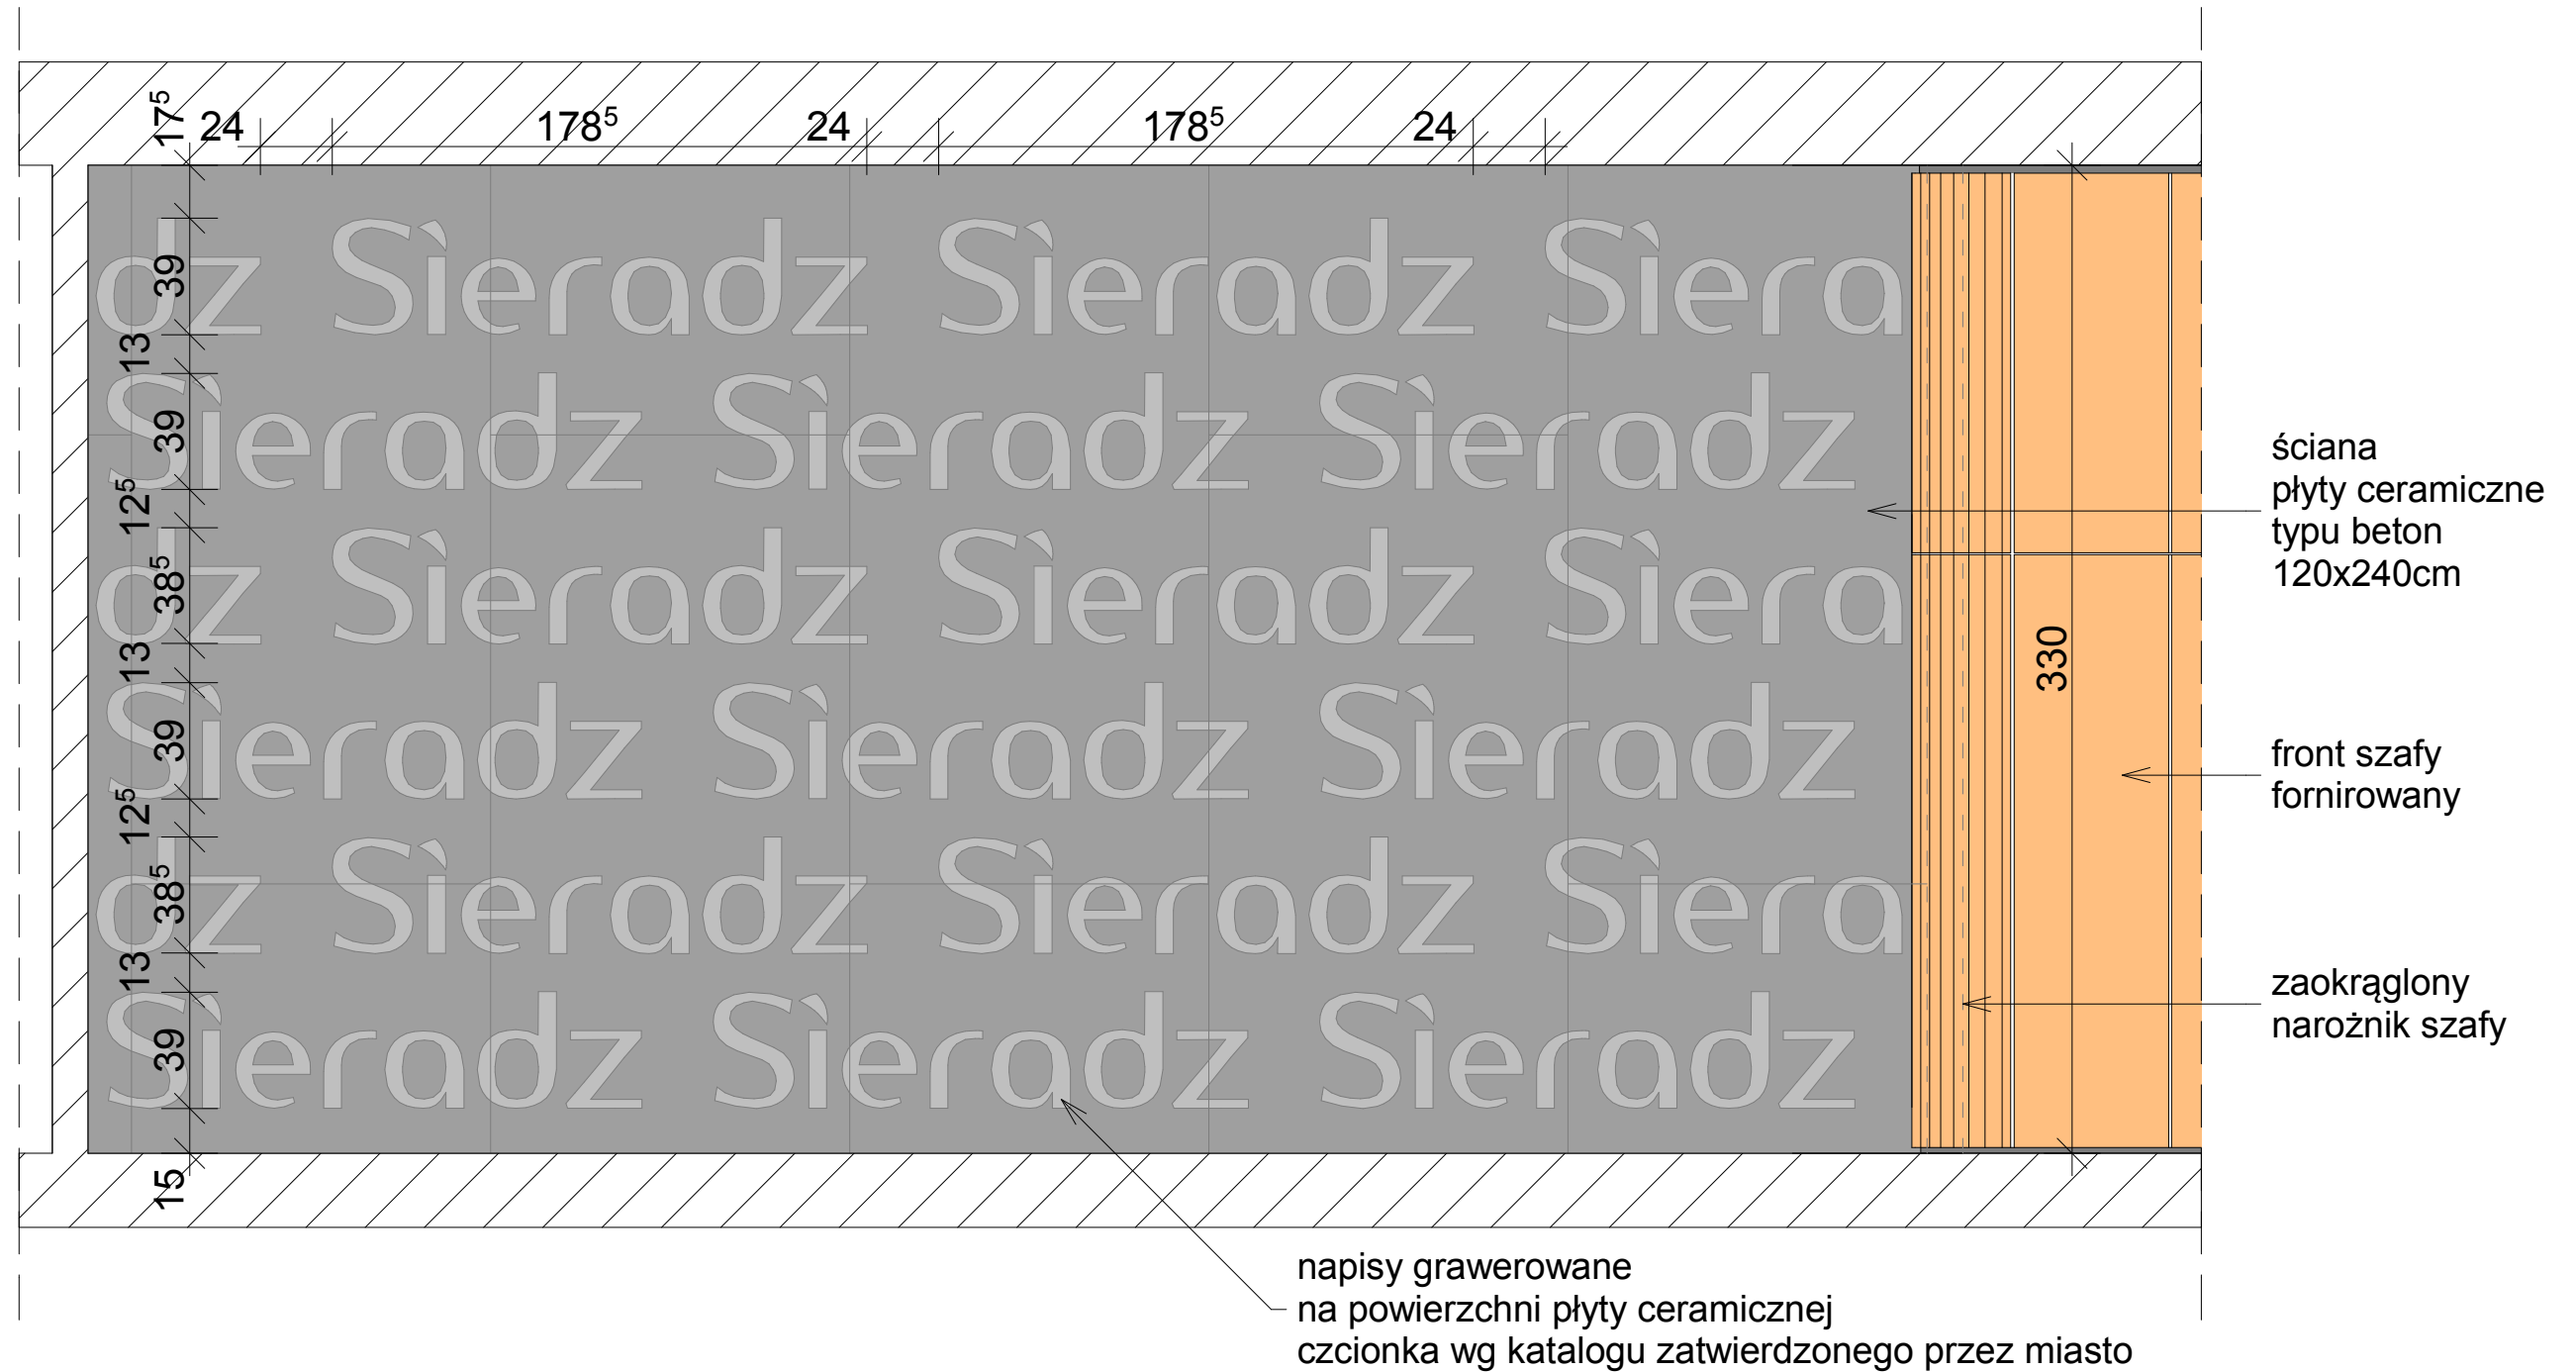 17⁵
24 178⁵ 24 178⁵ 24
dz Sieradz Sieradz Siera
39
13
Sieradz Sieradz Sieradz
39
12⁵
dz Sieradz Sieradz Siera
38⁵
13
Sieradz Sieradz Sieradz
39
12⁵
dz Sieradz Sieradz Siera
38⁵
13
Sieradz Sieradz Sieradz
39
15
330
ściana
płyty ceramiczne
typu beton
120x240cm
front szafy
fornirowany
zaokrąglony
narożnik szafy
napisy grawerowane
na powierzchni płyty ceramicznej
czcionka wg katalogu zatwierdzonego przez miasto